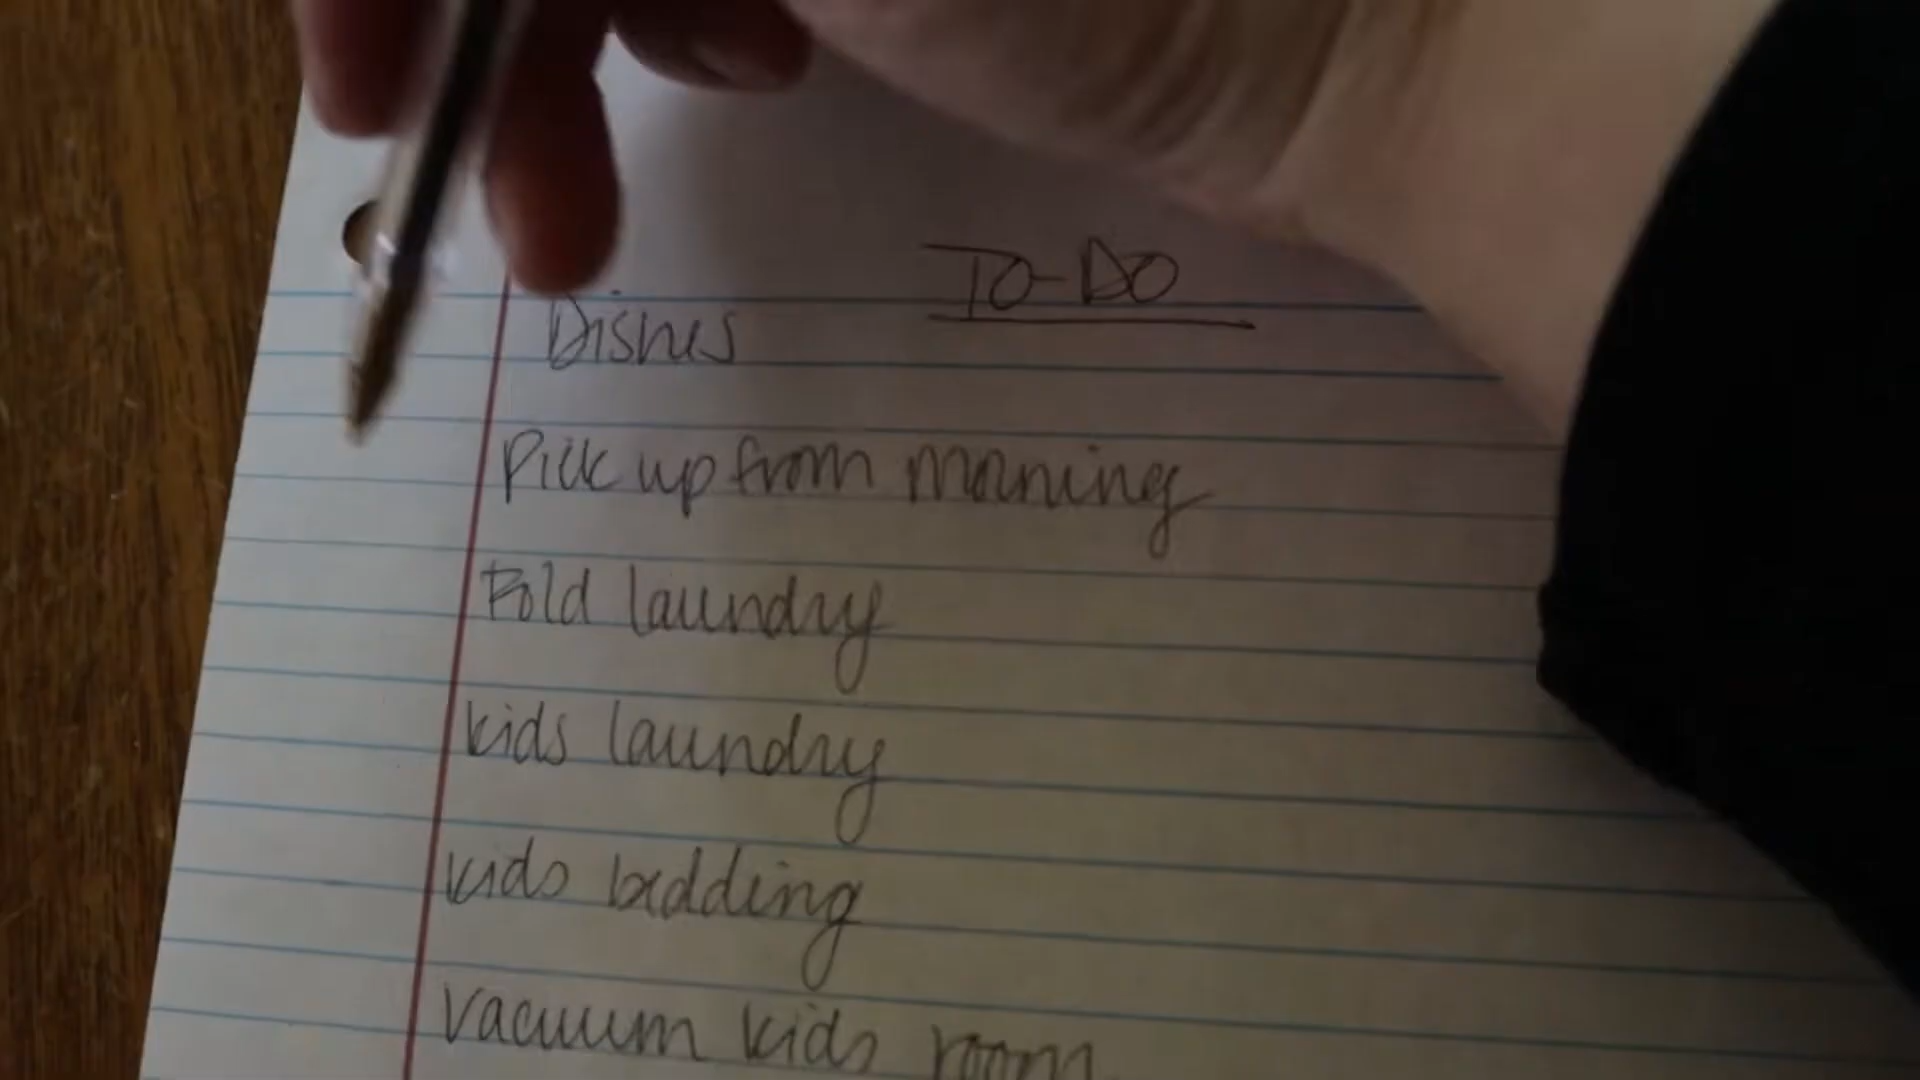 TO-DO
Dishes
Pick up from morning
Fold laundry
kids laundry
kids bedding
Vacuum kids room